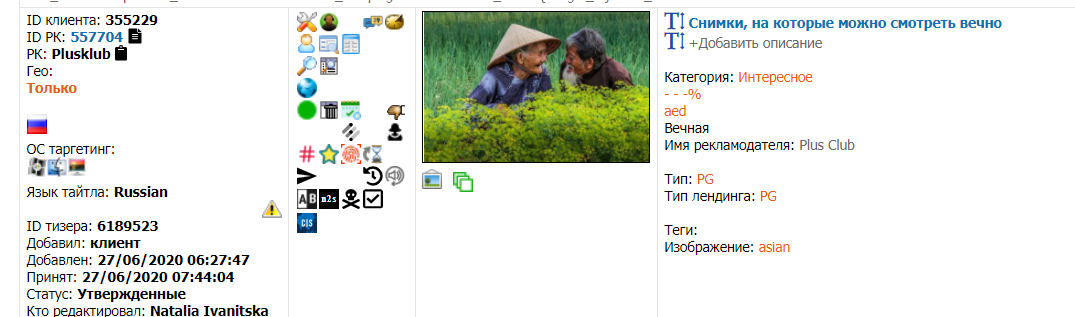 ID клиента: 355229
ID РК: 557704
РК: Plusklub
Гео:
Только
ОС таргетинг:
Язык тайтла: Russian
ID тизера: 6189523
Добавил: клиент
Добавлен: 27/06/2020 06:27:47
Принят: 27/06/2020 07:44:04
Статус: Утвержденные
Кто редактировал: Natalia Ivanitska
AB n2s
CIS
Снимки, на которые можно смотреть вечно
+Добавить описание
Категория: Интересное
- - -%
aed
Вечная
Имя рекламодателя: Plus Club
Тип: PG
Тип лендинга: PG
Теги:
Изображение: asian